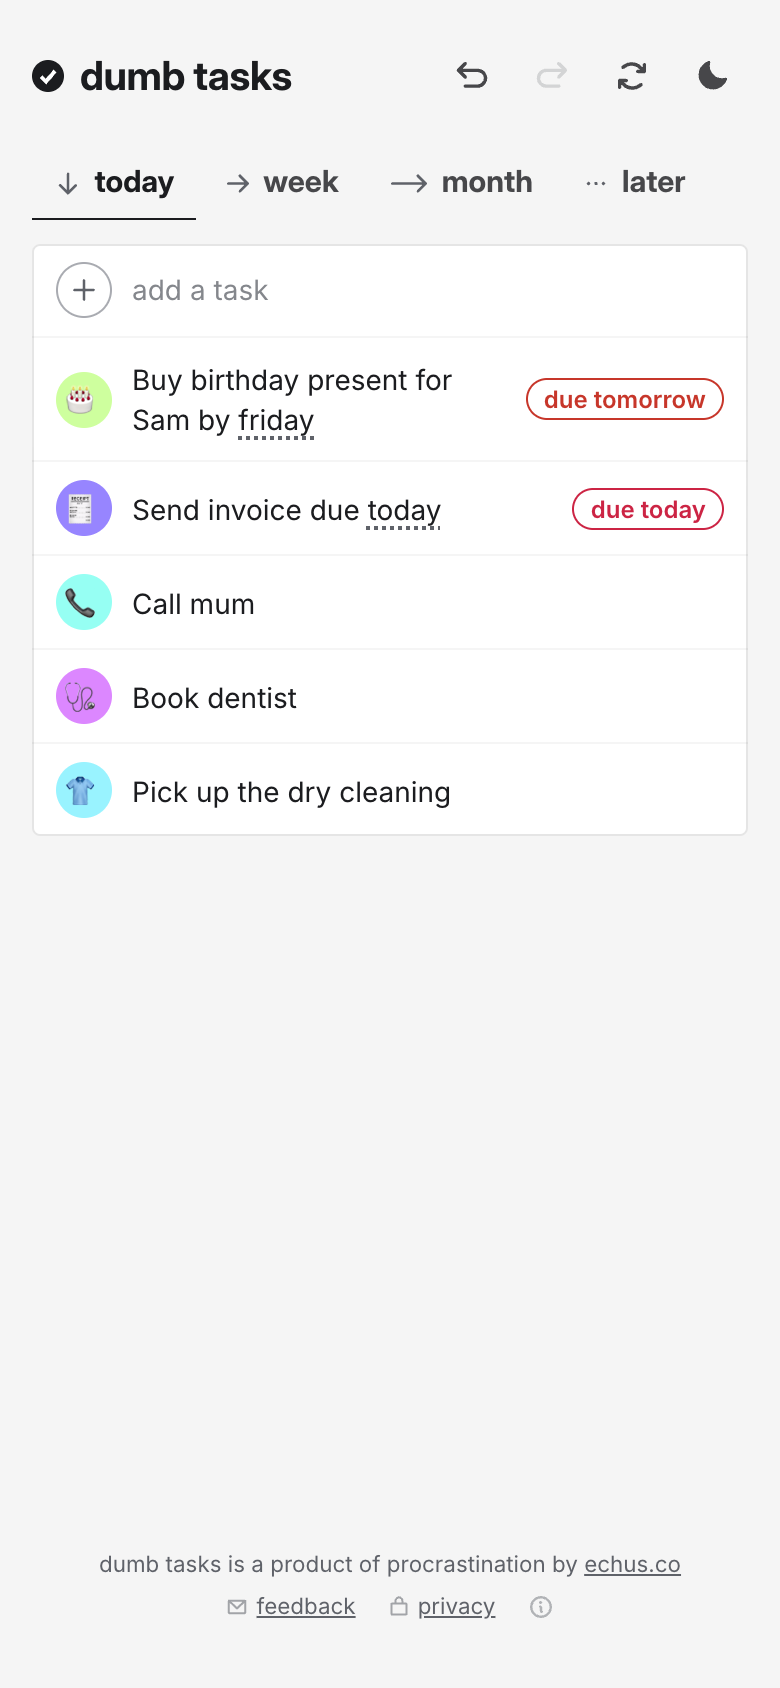 dumb tasks
today
week
month
later
add a task
Buy birthday present for
Sam by friday
due tomorrow
Send invoice due today
due today
Call mum
Book dentist
Pick up the dry cleaning
dumb tasks is a product of procrastination by echus.co
feedback
privacy